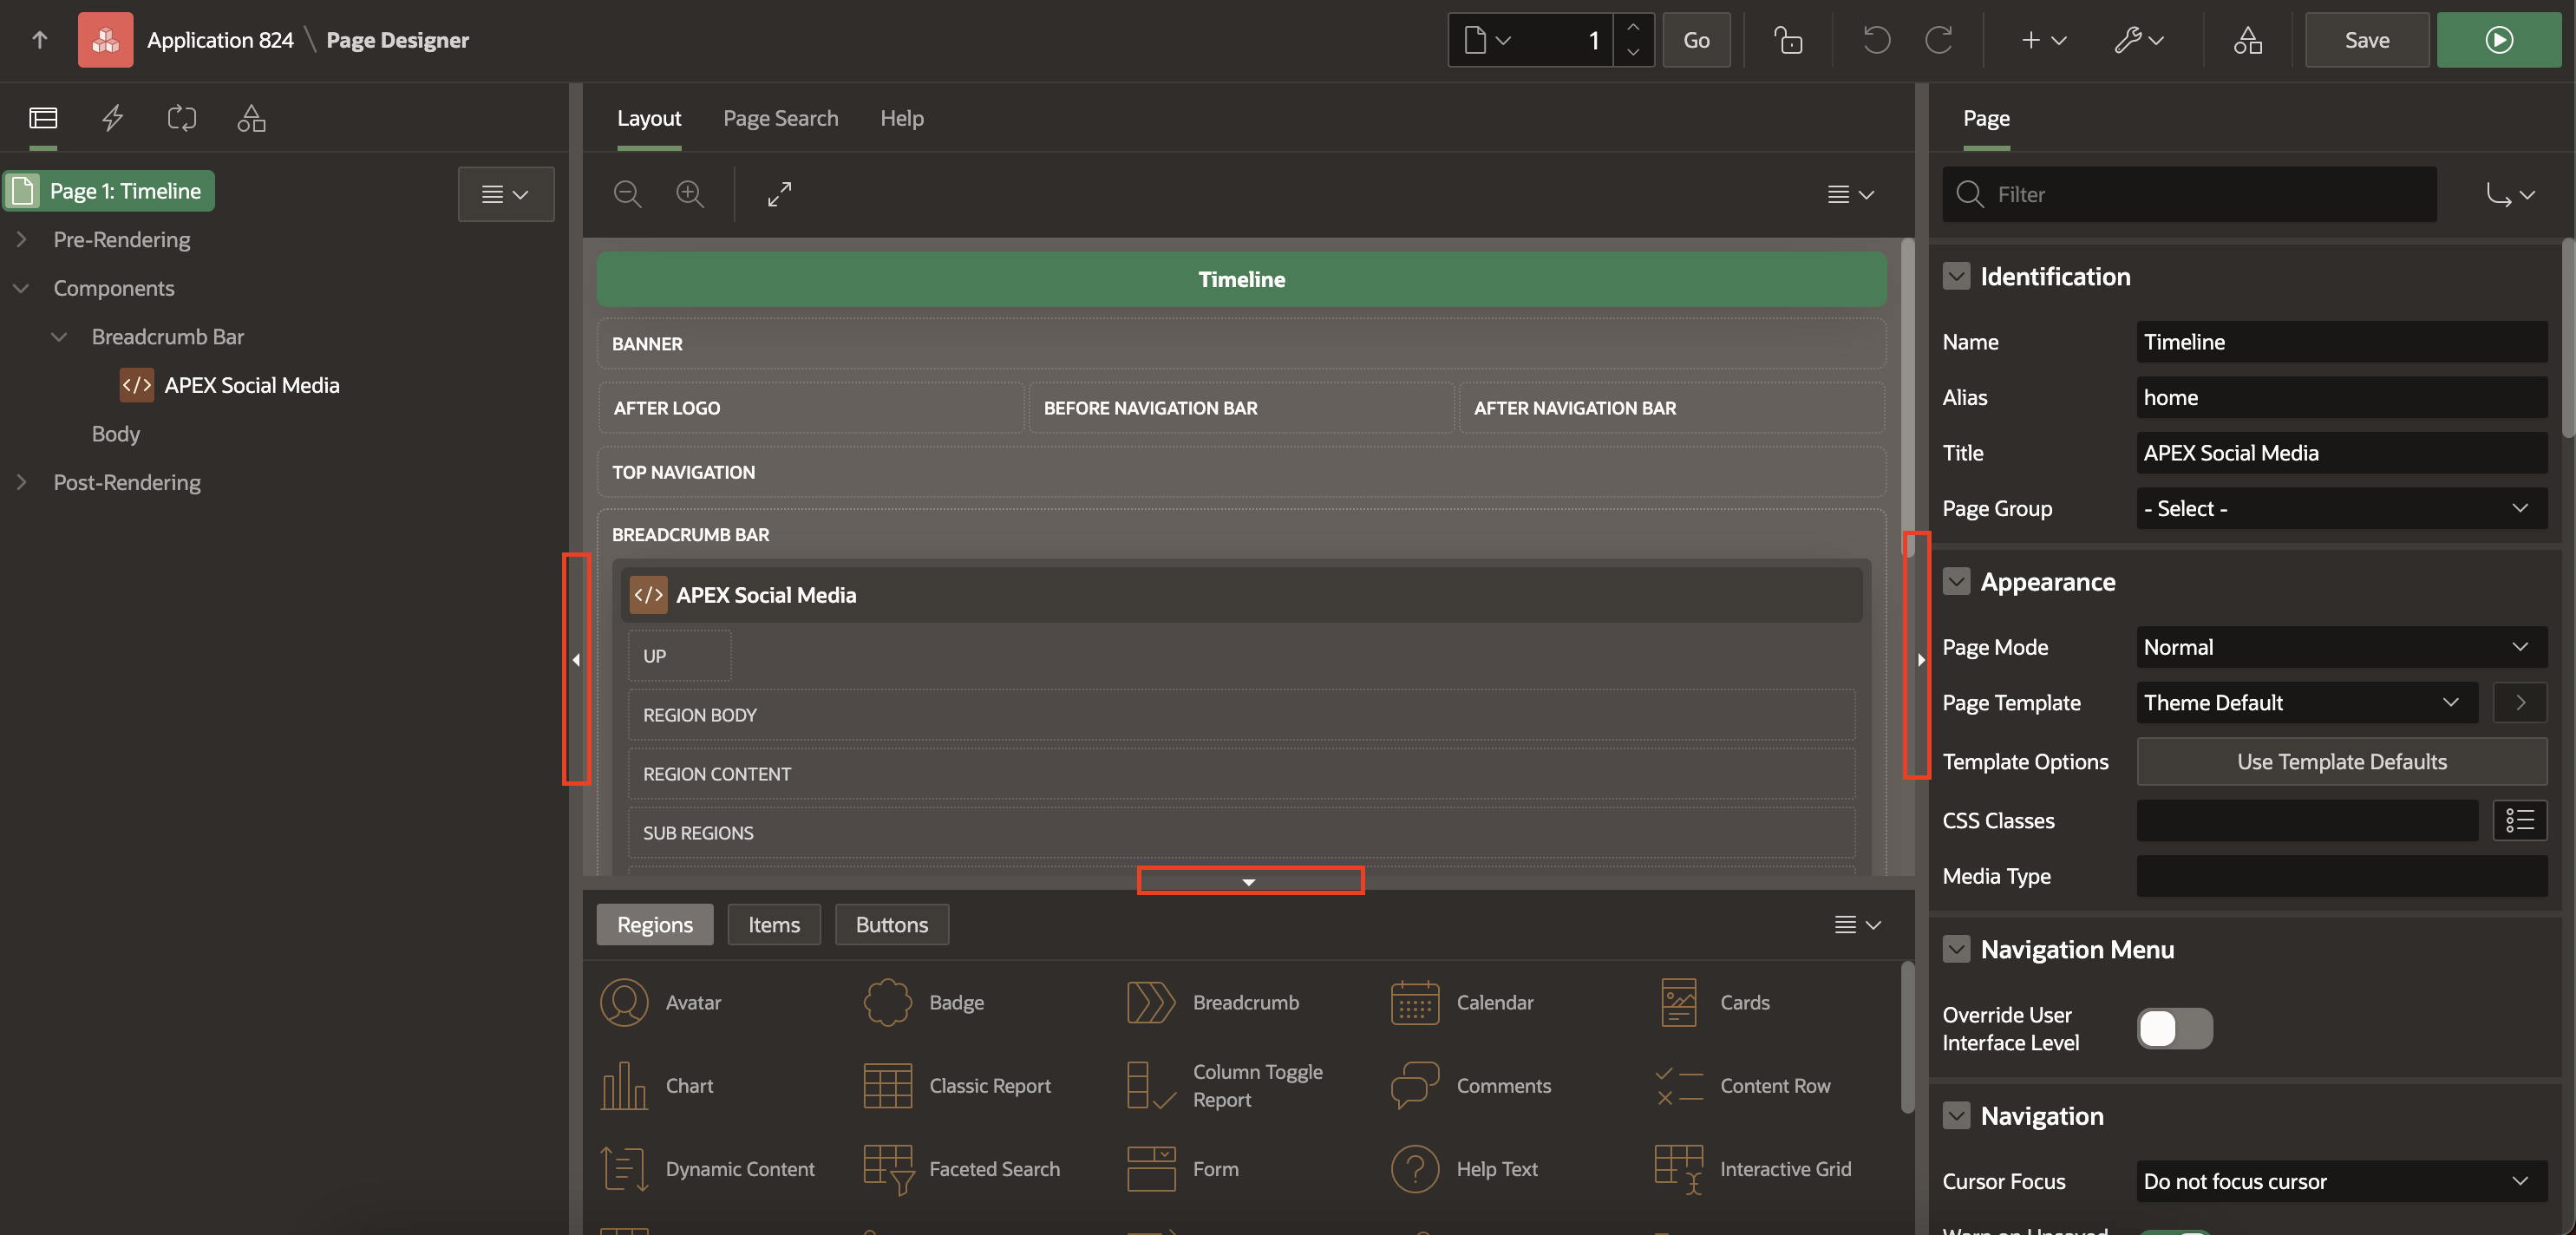 Application 824 \ Page Designer
1
Go
Save
Page 1: Timeline
Pre-Rendering
Components
Breadcrumb Bar
</> APEX Social Media
Body
Post-Rendering
Layout Page Search Help
Timeline
BANNER
AFTER LOGO BEFORE NAVIGATION BAR AFTER NAVIGATION BAR
TOP NAVIGATION
BREADCRUMB BAR
</> APEX Social Media
UP
REGION BODY
REGION CONTENT
SUB REGIONS
Regions Items Buttons
Avatar Badge Breadcrumb Calendar Cards
Chart Classic Report Column Toggle
Report Comments Content Row
Dynamic Content Faceted Search Form Help Text Interactive Grid
Page
Filter
Identification
Name Timeline
Alias home
Title APEX Social Media
Page Group - Select -
Appearance
Page Mode Normal
Page Template Theme Default
Template Options Use Template Defaults
CSS Classes
Media Type
Navigation Menu
Override User
Interface Level
Navigation
Cursor Focus Do not focus cursor